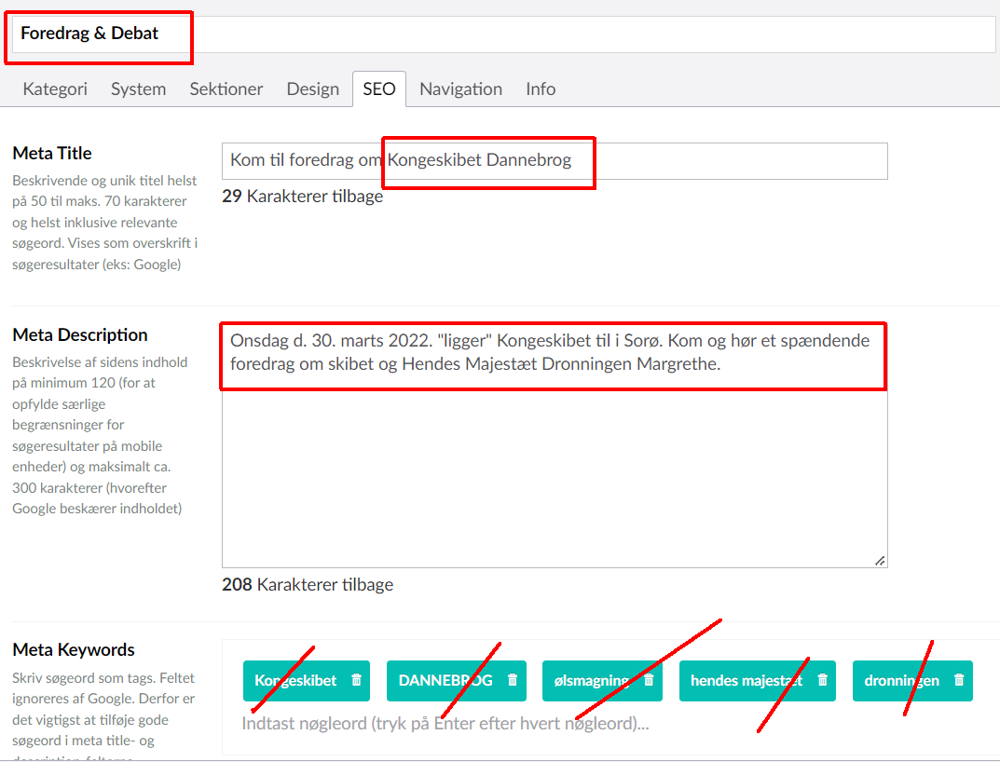 Foredrag & Debat
Kategori System Sektioner Design SEO Navigation Info
Meta Title
Beskrivende og unik titel helst
på 50 til maks. 70 karakterer
og helst inklusive relevante
søgeord. Vises som overskrift i
søgeresultater (eks: Google)
Kom til foredrag om Kongeskibet Dannebrog
29 Karakterer tilbage
Meta Description
Beskrivelse af sidens indhold
på minimum 120 (for at
opfylde særlige
begrænsninger for
søgeresultater på mobile
enheder) og maksimalt ca.
300 karakterer (hvorefter
Google beskærer indholdet)
Onsdag d. 30. marts 2022. "ligger" Kongeskibet til i Sorø. Kom og hør et spændende
foredrag om skibet og Hendes Majestæt Dronningen Margrethe.
208 Karakterer tilbage
Meta Keywords
Skriv søgeord som tags. Feltet
ignoreres af Google. Derfor er
det vigtigst at tilføje gode
søgeord i meta title- og
description-felterne.
Kongeskibet DANNEBROG ølsmagning hendes majestæt dronningen
Indtast nøgleord (tryk på Enter efter hvert nøgleord)...